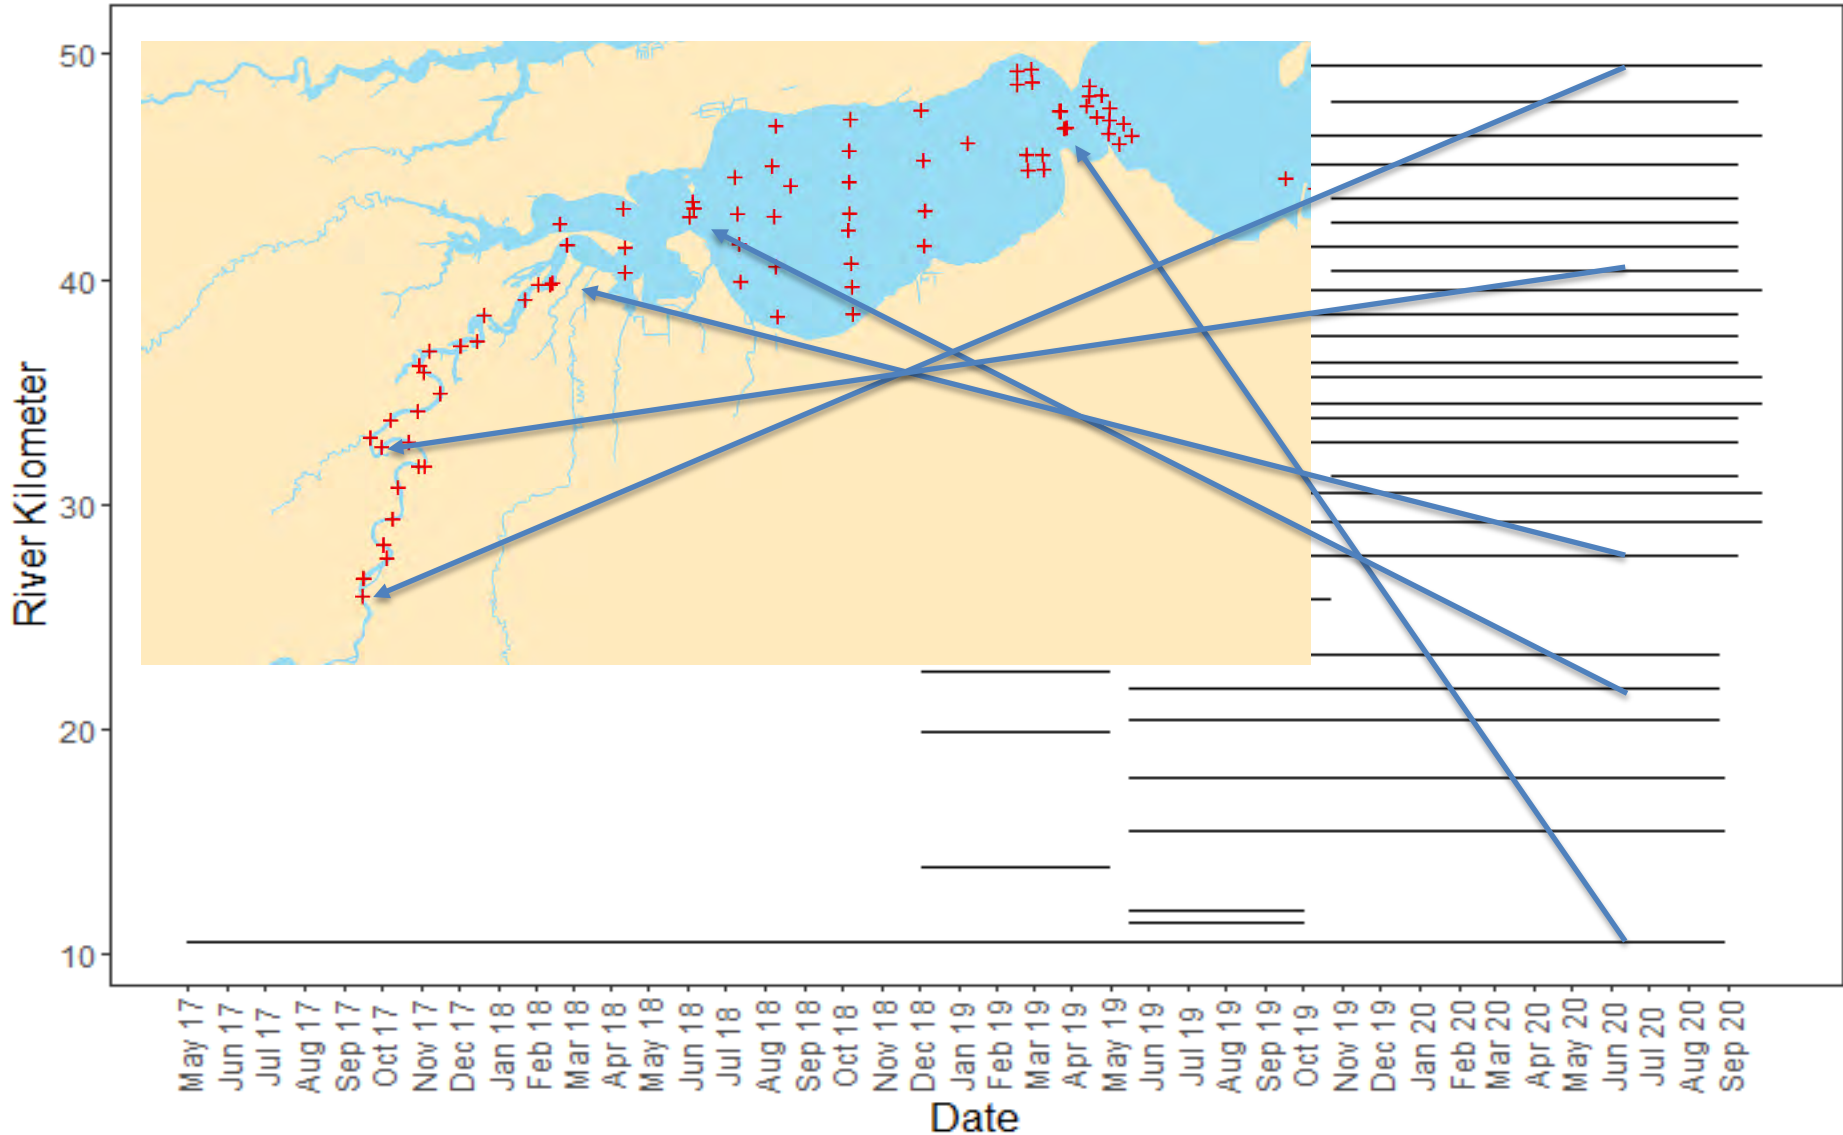 50
40
30
20
10
River Kilometer
May 17
Jun 17
Jul 17
Aug 17
Sep 17
Oct 17
Nov 17
Dec 17
Jan 18
Feb 18
Mar 18
Apr 18
May 18
Jun 18
Jul 18
Aug 18
Sep 18
Oct 18
Nov 18
Dec 18
Jan 19
Feb 19
Mar 19
Apr 19
May 19
Jun 19
Jul 19
Aug 19
Sep 19
Oct 19
Nov 19
Dec 19
Jan 20
Feb 20
Mar 20
Apr 20
May 20
Jun 20
Jul 20
Aug 20
Sep 20
Date